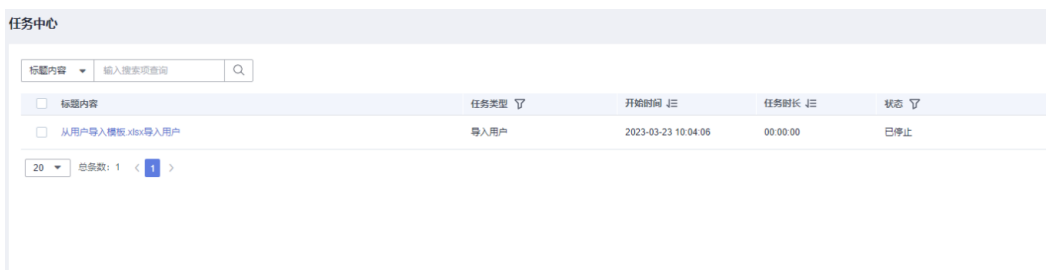 任务中心
标题内容 输入搜索项查询
标题内容 任务类型 开始时间 任务时长 状态
从用户导入模板.xlsx导入用户 导入用户 2023-03-23 10:04:06 00:00:00 已停止
20 总条数: 1 < 1 >